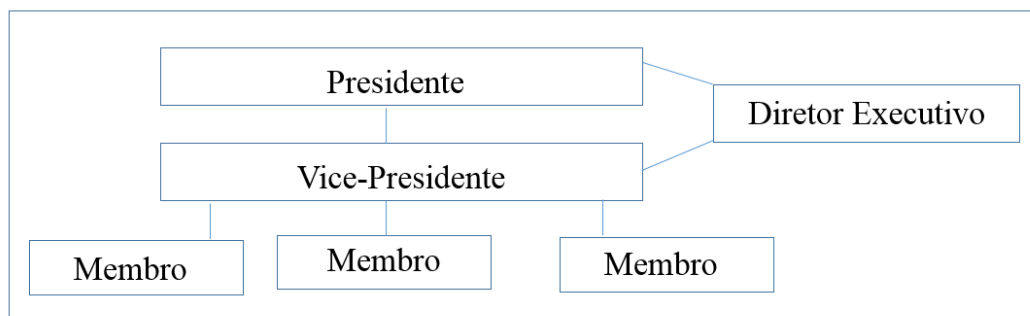 Presidente
Diretor Executivo
Vice-Presidente
Membro
Membro
Membro